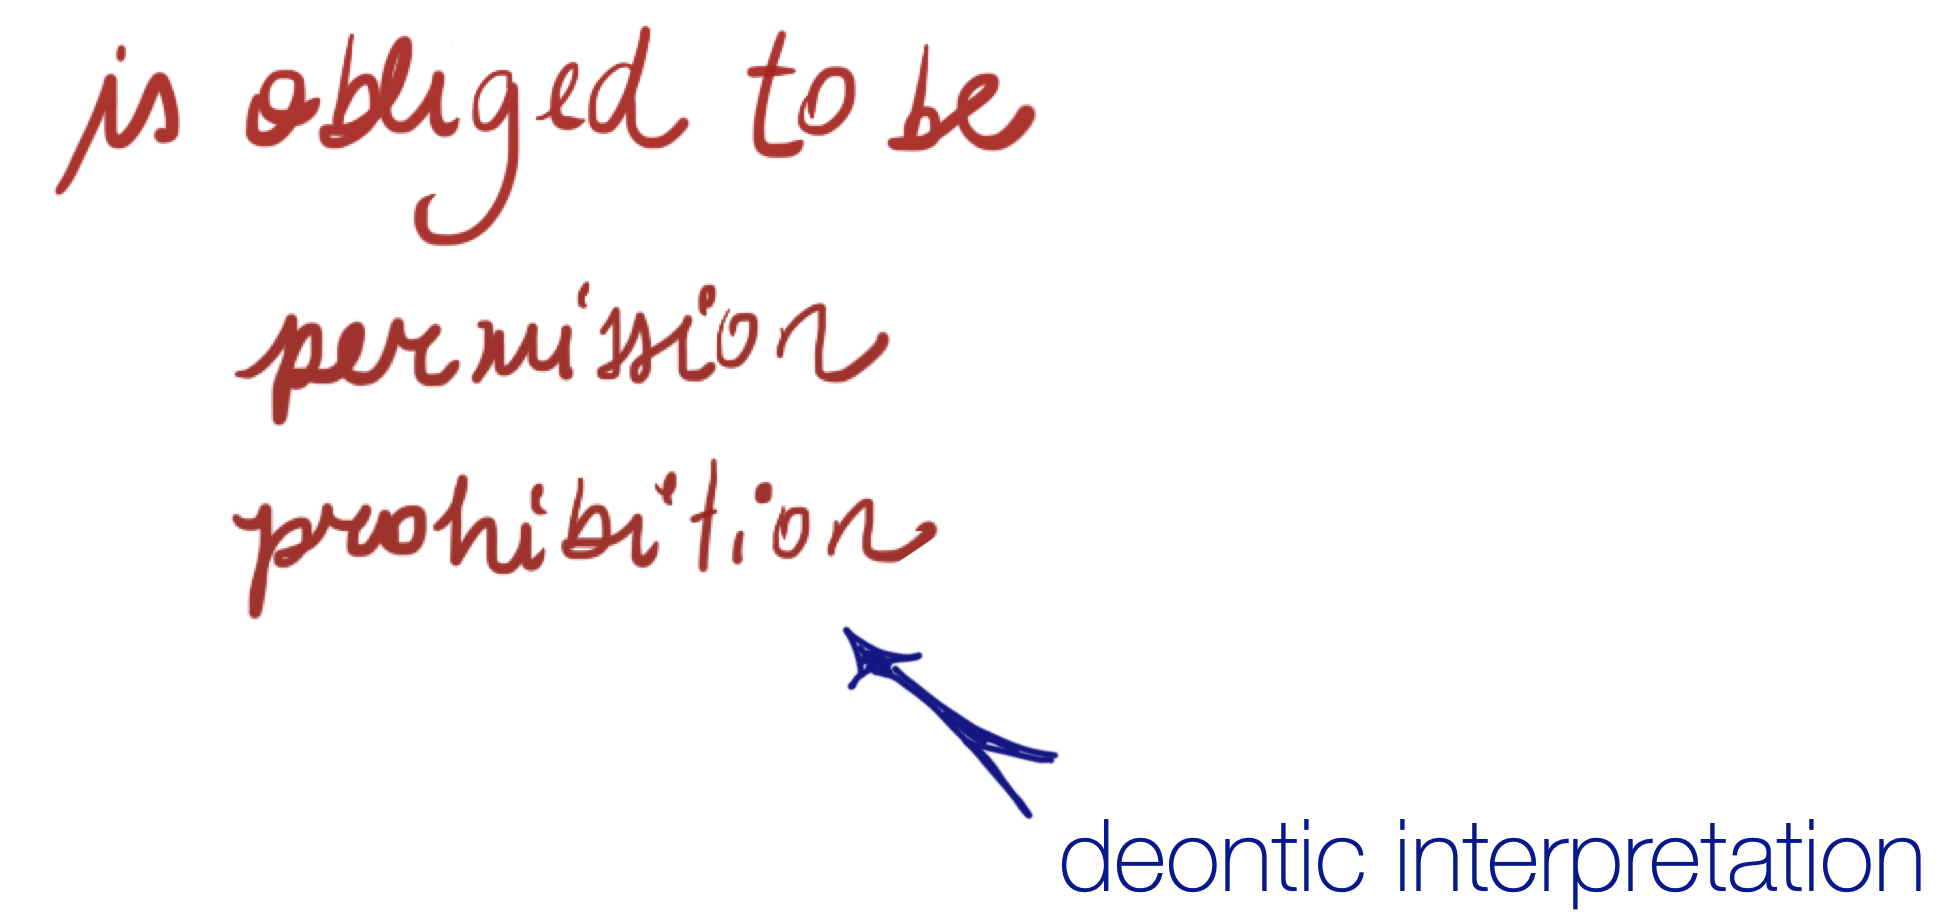 is obliged to be
permission
prohibition
deontic interpretation